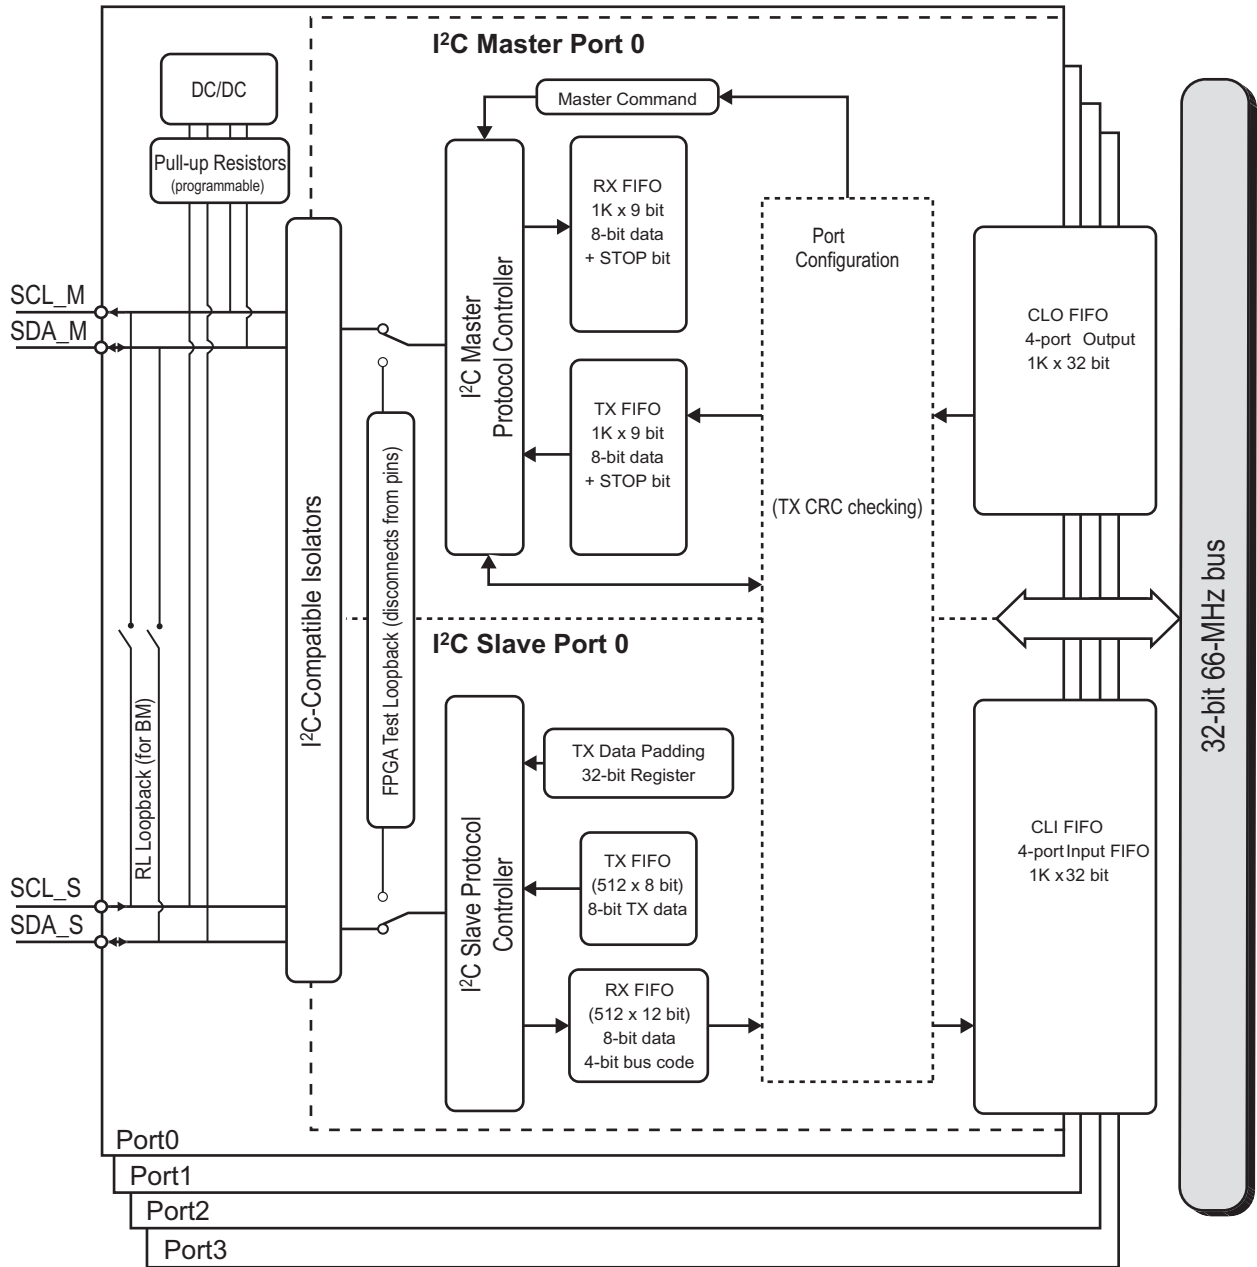 I²C Master Port 0
DC/DC
Pull-up Resistors
(programmable)
Master Command
RX FIFO
1K x 9 bit
8-bit data
+ STOP bit
Port
Configuration
SCL_M
SDA_M
I²C Master
Protocol Controller
CLO FIFO
4-port Output
1K x 32 bit
TX FIFO
1K x 9 bit
8-bit data
+ STOP bit
(TX CRC checking)
I²C-Compatible Isolators
FPGA Test Loopback (disconnects from pins)
32-bit 66-MHz bus
I²C Slave Port 0
RL Loopback (for BM)
I²C Slave Protocol
Controller
TX Data Padding
32-bit Register
TX FIFO
(512 x 8 bit)
8-bit TX data
CLI FIFO
4-port Input FIFO
1K x 32 bit
SCL_S
SDA_S
RX FIFO
(512 x 12 bit)
8-bit data
4-bit bus code
Port0
Port1
Port2
Port3